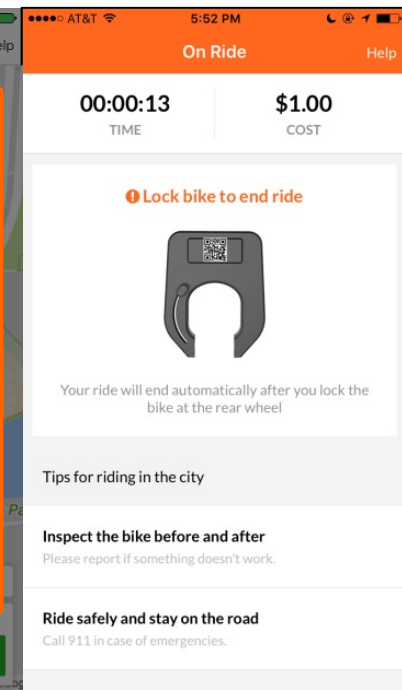 AT&T 5:52 PM
elp
On Ride Help
00:00:13 $1.00
TIME COST
Lock bike to end ride
Your ride will end automatically after you lock the
bike at the rear wheel
Tips for riding in the city
Pa
Inspect the bike before and after
Please report if something doesn't work.
Ride safely and stay on the road
Call 911 in case of emergencies.